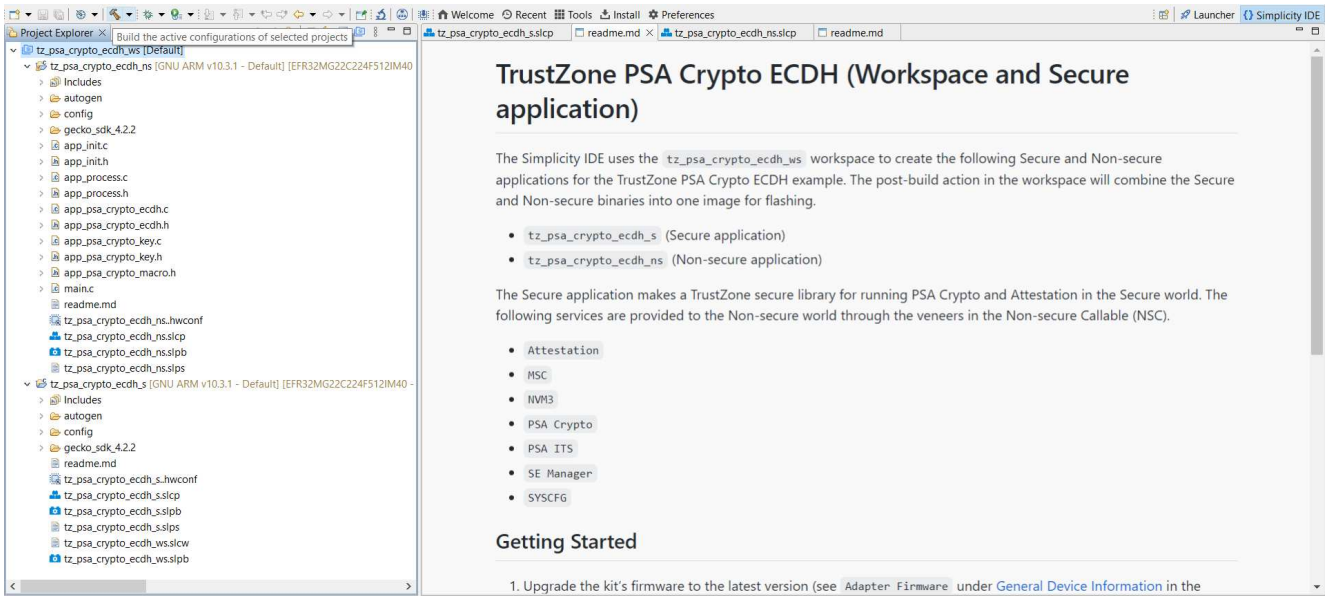 Welcome Recent Tools Install Preferences Launcher {} Simplicity IDE
Project Explorer ×
Build the active configurations of selected projects
tz_psa_crypto_ecdh_s.slcp readme.md × tz_psa_crypto_ecdh_ns.slcp readme.md
tz_psa_crypto_ecdh_ws [Default]
tz_psa_crypto_ecdh_ns [GNU ARM v10.3.1 - Default] [EFR32MG22C224F512IM40
Includes
autogen
config
gecko_sdk_4.2.2
app_init.c
app_init.h
app_process.c
app_process.h
app_psa_crypto_ecdh.c
app_psa_crypto_ecdh.h
app_psa_crypto_key.c
app_psa_crypto_key.h
app_psa_crypto_macro.h
main.c
readme.md
tz_psa_crypto_ecdh_ns..hwconf
tz_psa_crypto_ecdh_ns.slcp
tz_psa_crypto_ecdh_ns.slpb
tz_psa_crypto_ecdh_ns.slps
tz_psa_crypto_ecdh_s [GNU ARM v10.3.1 - Default] [EFR32MG22C224F512IM40 -
Includes
autogen
config
gecko_sdk_4.2.2
readme.md
tz_psa_crypto_ecdh_s..hwconf
tz_psa_crypto_ecdh_s.slcp
tz_psa_crypto_ecdh_s.slpb
tz_psa_crypto_ecdh_s.slps
tz_psa_crypto_ecdh_ws.slcw
tz_psa_crypto_ecdh_ws.slpb
TrustZone PSA Crypto ECDH (Workspace and Secure
application)
The Simplicity IDE uses the tz_psa_crypto_ecdh_ws workspace to create the following Secure and Non-secure
applications for the TrustZone PSA Crypto ECDH example. The post-build action in the workspace will combine the Secure
and Non-secure binaries into one image for flashing.
• tz_psa_crypto_ecdh_s (Secure application)
• tz_psa_crypto_ecdh_ns (Non-secure application)
The Secure application makes a TrustZone secure library for running PSA Crypto and Attestation in the Secure world. The
following services are provided to the Non-secure world through the veneers in the Non-secure Callable (NSC).
• Attestation
• MSC
• NVM3
• PSA Crypto
• PSA ITS
• SE Manager
• SYSCFG
Getting Started
1. Upgrade the kit's firmware to the latest version (see Adapter Firmware under General Device Information in the